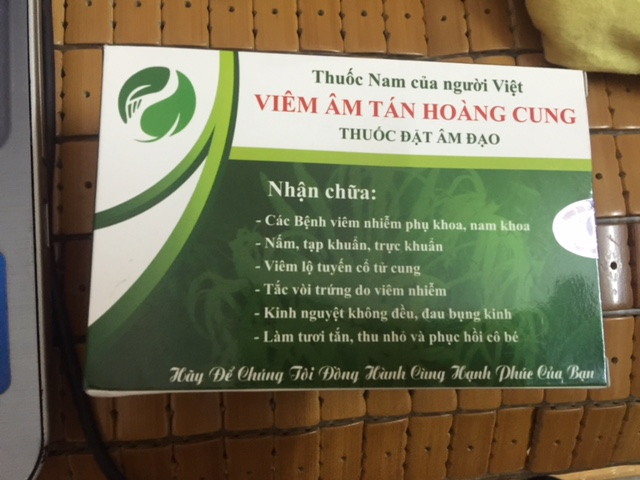 Thuốc Nam của người Việt
VIÊM ÂM TÁN HOÀNG CUNG
THUỐC ĐẶT ÂM ĐẠO
Nhận chữa:
- Các Bệnh viêm nhiễm phụ khoa, nam khoa
- Nấm, tạp khuẩn, trực khuẩn
- Viêm lộ tuyến cổ tử cung
- Tắc vòi trứng do viêm nhiễm
- Kinh nguyệt không đều, đau bụng kinh
- Làm tươi tắn, thu nhỏ và phục hồi cô bé
Hãy Để Chúng Tôi Đồng Hành Cùng Hạnh Phúc Của Bạn